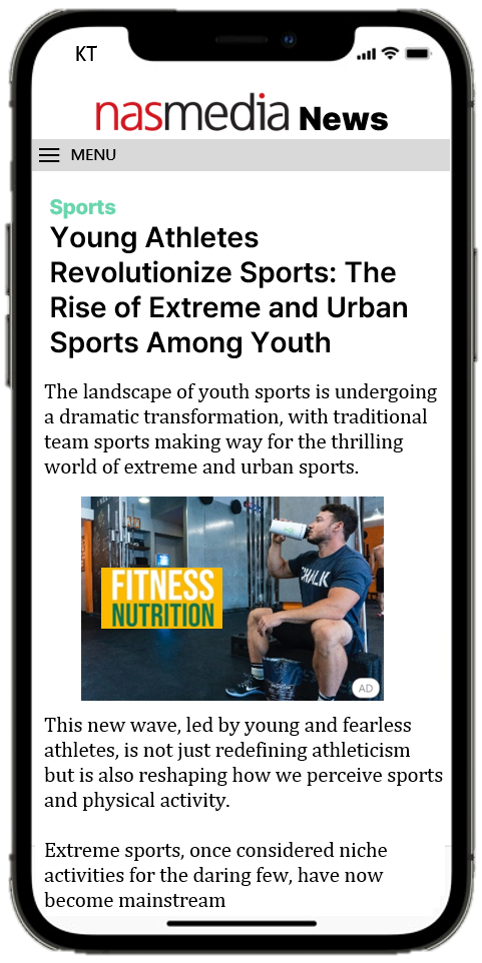 KT
nasmedia News
MENU
Sports
Young Athletes
Revolutionize Sports: The
Rise of Extreme and Urban
Sports Among Youth
The landscape of youth sports is undergoing
a dramatic transformation, with traditional
team sports making way for the thrilling
world of extreme and urban sports.
FITNESS
NUTRITION
CHALK
AD
This new wave, led by young and fearless
athletes, is not just redefining athleticism
but is also reshaping how we perceive sports
and physical activity.
Extreme sports, once considered niche
activities for the daring few, have now
become mainstream